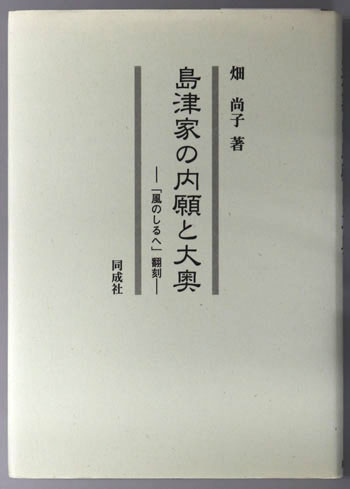 畑 尚子 著
島津家の内願と大奥
―「風のしるへ」翻刻―
同成社